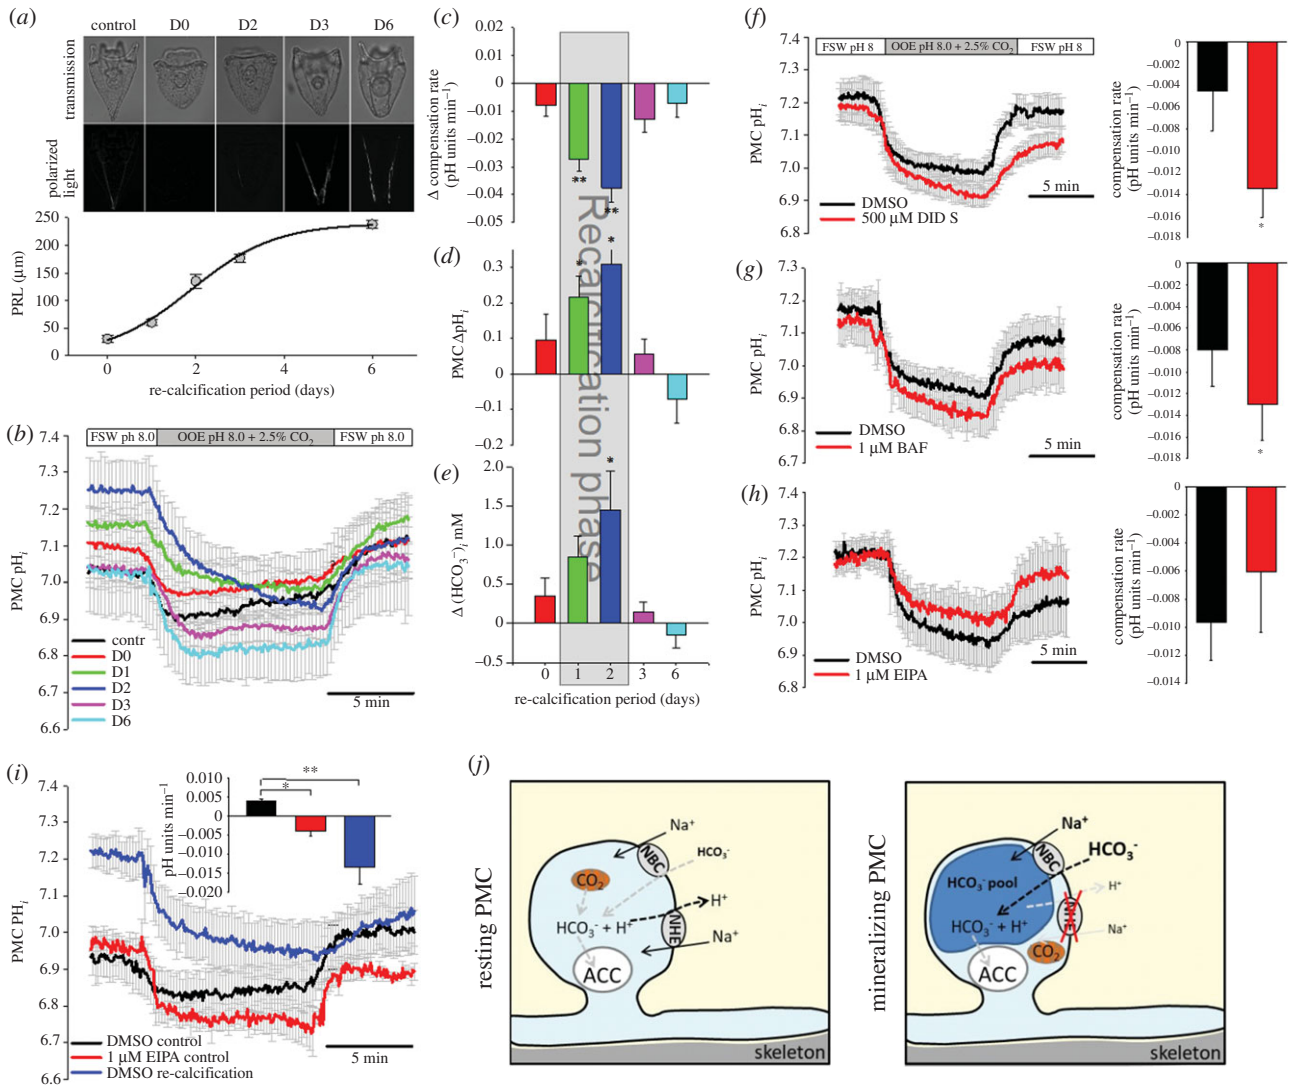 (a)
control D0 D2 D3 D6
transmission
polarized
light
PRL (µm)
250
200
150
100
50
0
0 2 4 6
re-calcification period (days)
(b)
FSW ph 8.0 OOE pH 8.0 + 2.5% CO2 FSW ph 8.0
PMC pHi
7.4
7.3
7.2
7.1
7.0
6.9
6.8
6.7
6.6
contr
D0
D1
D2
D3
D6
5 min
(c)
Δ compensation rate
(pH units min−1)
0.02
0.01
0
−0.01
−0.02
−0.03
−0.04
−0.05
**
**
Recalcification phase
(d)
PMC ΔpHi
0.3
0.2
0.1
0
−0.1
−0.2
*
*
(e)
Δ (HCO3−)i mM
2.0
1.5
1.0
0.5
0
−0.5
*
0 1 2 3 6
re-calcification period (days)
(f)
FSW pH 8 OOE pH 8.0 + 2.5% CO2 FSW pH 8
PMC pHi
7.4
7.3
7.2
7.1
7.0
6.9
6.8
DMSO
500 µM DID S
5 min
compensation rate
(pH units min−1)
−0.000
−0.002
−0.004
−0.006
−0.008
−0.010
−0.012
−0.014
−0.016
−0.018
*
(g)
PMC pHi
7.3
7.2
7.1
7.0
6.9
6.8
6.7
DMSO
1 µM BAF
5 min
compensation rate
(pH units min−1)
−0.000
−0.002
−0.004
−0.006
−0.008
−0.010
−0.012
−0.014
−0.016
−0.018
*
(h)
PMC pHi
7.4
7.3
7.2
7.1
7.0
6.9
6.8
DMSO
1 µM EIPA
5 min
compensation rate
(pH units min−1)
−0.000
−0.002
−0.004
−0.006
−0.008
−0.010
−0.012
−0.014
(i)
PMC PHi
7.4
7.3
7.2
7.1
7.0
6.9
6.8
6.7
6.6
pH units min−1
0.010
0.005
0
−0.005
−0.010
−0.015
−0.020
**
*
DMSO control
1 µM EIPA control
DMSO re-calcification
5 min
(j)
resting PMC
Na+
NBC
HCO3-
CO2
H+
HCO3- + H+
NHE
Na+
ACC
skeleton
mineralizing PMC
Na+
NBC
HCO3-
HCO3- pool
H+
HCO3- + H+
NHE
Na+
CO2
ACC
skeleton